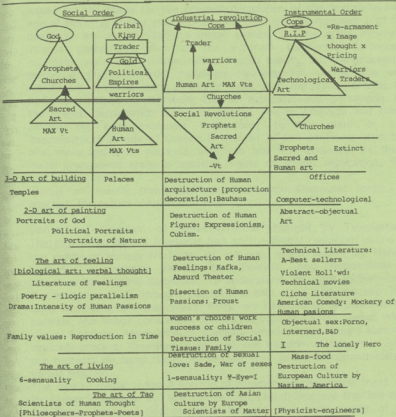 Social Order
Industrial revolution
Instrumental Order
God
Tribal
King
Trader
Gold
Political
Empires
warriors
Prophets
Churches
Sacred
Art
MAX Vt
Human
Art
MAX Vts
Cops
Trader
warriors
Human Art MAX Vts
Churches
Social Revolutions
Prophets
Sacred
Art
-Vt
Cops
R.I.P
=Re-Armament
x Image
thought x
Pricing
Warriors
Traders
Technological
Art
Churches
Prophets Extinct
Sacred and
Human art
3-D Art of building
Temples
Palaces
Destruction of Human
arquitecture [proportion
decoration]:Bauhaus
Offices
Computer-technological
2-D art of painting
Portraits of God
Political Portraits
Portraits of Nature
Destruction of Human
Figure: Expressionism,
Cubism.
Abstract-objectual
Art
The art of feeling
[biological art: verbal thought]
Literature of Feelings
Poetry - ilogic parallelism
Drama:Intensity of Human Passions
Destruction of Human
Feelings: Kafka,
Absurd Theater
Disection of Human
Passions: Proust
Technical Literature:
A-Best sellers
Violent Holl'wd:
Technical movies
Cliche Literature
American Comedy: Mockery of
Human pasions
Family values: Reproduction in Time
Women's choice: work
success or children
Destruction of Social
Tissue: Family
Objectual sex:Porno,
internerd,B&D
I The lonely Hero
The art of living
6-sensuality Cooking
Destruction of Sexual
love: Sade, War of sexes
1-sensuality:
Mass-food
Destruction of
European Culture by
Nazism, America
The art of Tao
Scientists of Human Thought
[Philosophers-Prophets-Poets]
Destruction of Asian
culture by Europe
Scientists of Matter [Physicist-engineers]